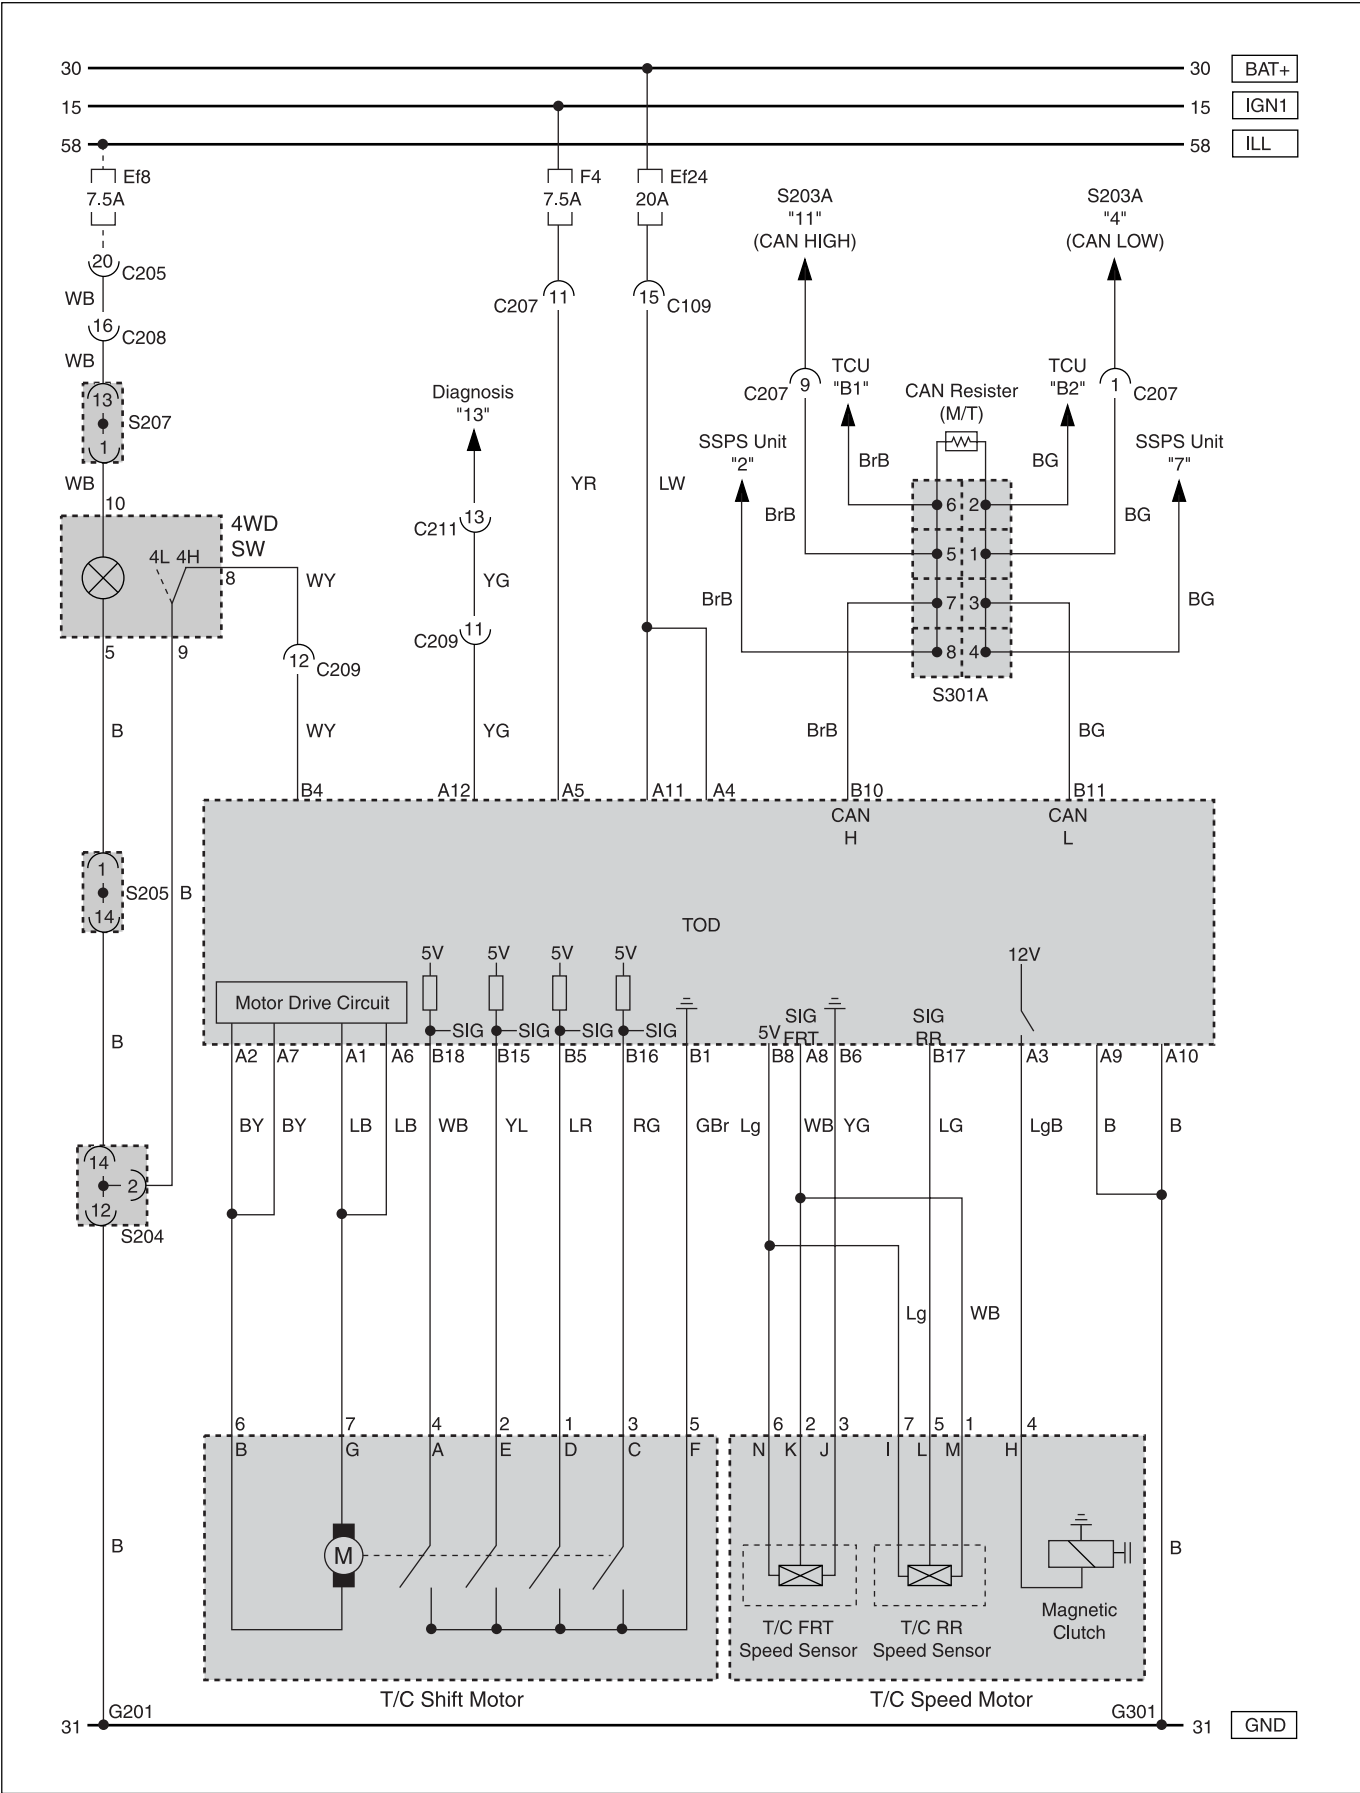 30 30 BAT+
15 15 IGN1
58 58 ILL
Ef8 F4 Ef24
7.5A 7.5A 20A
S203A S203A
"11" "4"
(CAN HIGH) (CAN LOW)
20 C205
WB
C207 11 15 C109
16 C208
WB
TCU TCU
C207 9 "B1" "B2" 1 C207
Diagnosis CAN Resister
"13" (M/T)
13
S207
1
SSPS Unit SSPS Unit
"2" "7"
BrB BG
WB YR LW
10
BrB 6 2 BG
C211 13
4WD
SW
4L 4H
5 1
8 WY YG
BrB 7 3 BG
C209 11
5 9
12 C209
8 4
S301A
B WY YG BrB BG
B4 A12 A5 A11 A4 B10 B11
CAN CAN
H L
1
S205 B
14
TOD
5V 5V 5V 5V 12V
Motor Drive Circuit
SIG SIG SIG SIG
SIG SIG
5V FRT RR
B
A2 A7 A1 A6 B18 B15 B5 B16 B1 B8 A8 B6 B17 A3 A9 A10
BY BY LB LB WB YL LR RG GBr Lg WB YG LG LgB B B
14
2
12
S204
Lg WB
6 7 4 2 1 3 5 6 2 3 7 5 1 4
B G A E D C F N K J I L M H
B M B
T/C FRT T/C RR Magnetic
Speed Sensor Speed Sensor Clutch
T/C Shift Motor T/C Speed Motor
G201 G301
31 31 GND